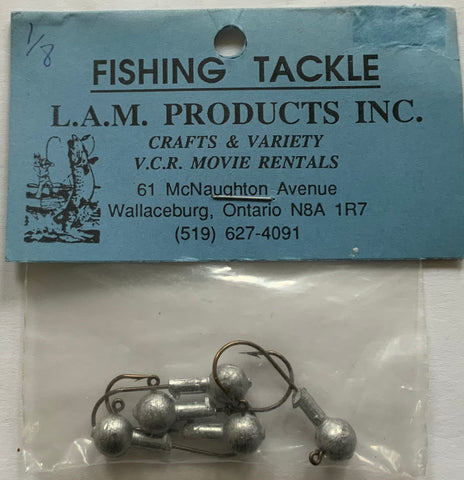 1/8
FISHING TACKLE
L.A.M. PRODUCTS INC.
CRAFTS & VARIETY
V.C.R. MOVIE RENTALS
61 McNaughton Avenue
Wallaceburg, Ontario N8A 1R7
(519) 627-4091